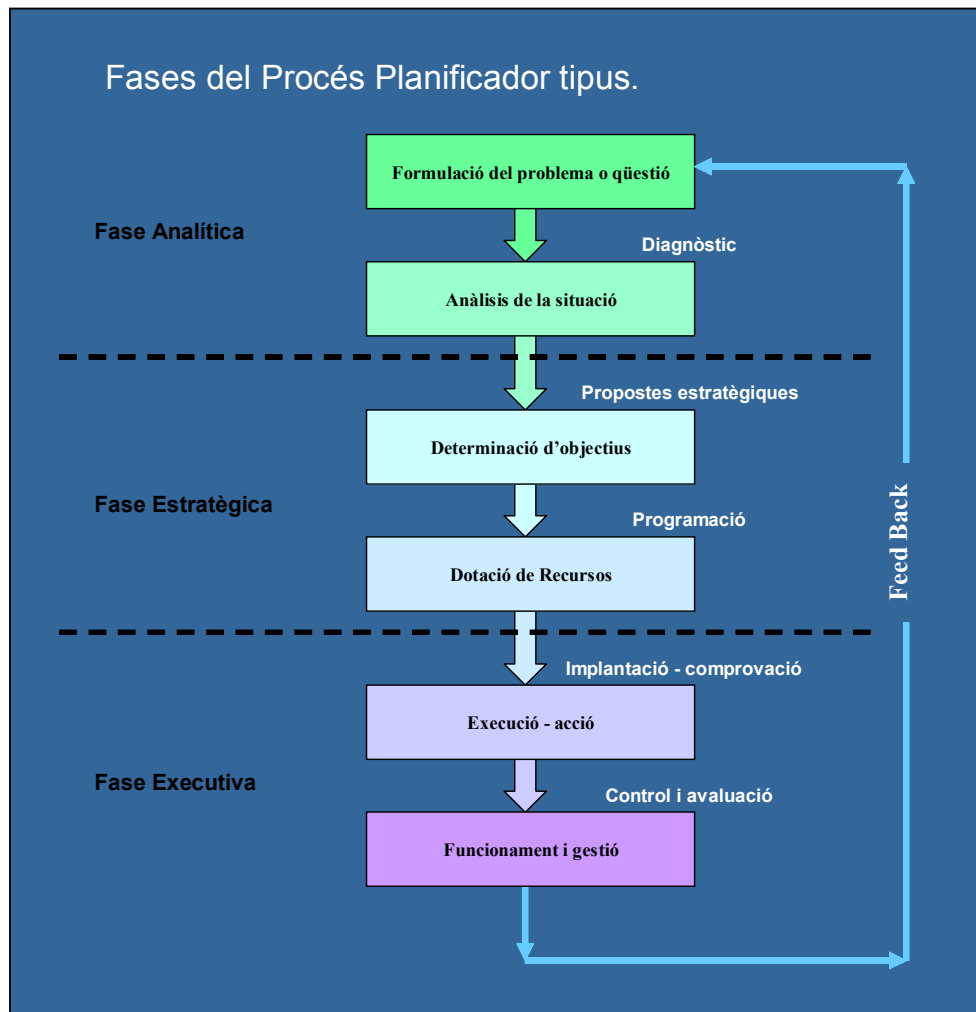 Fases del Procés Planificador tipus.
Formulació del problema o qüestió
Fase Analítica
Diagnòstic
Anàlisis de la situació
Propostes estratègiques
Determinació d’objectius
Fase Estratègica
Programació
Dotació de Recursos
Feed Back
Implantació - comprovació
Execució - acció
Fase Executiva
Control i avaluació
Funcionament i gestió